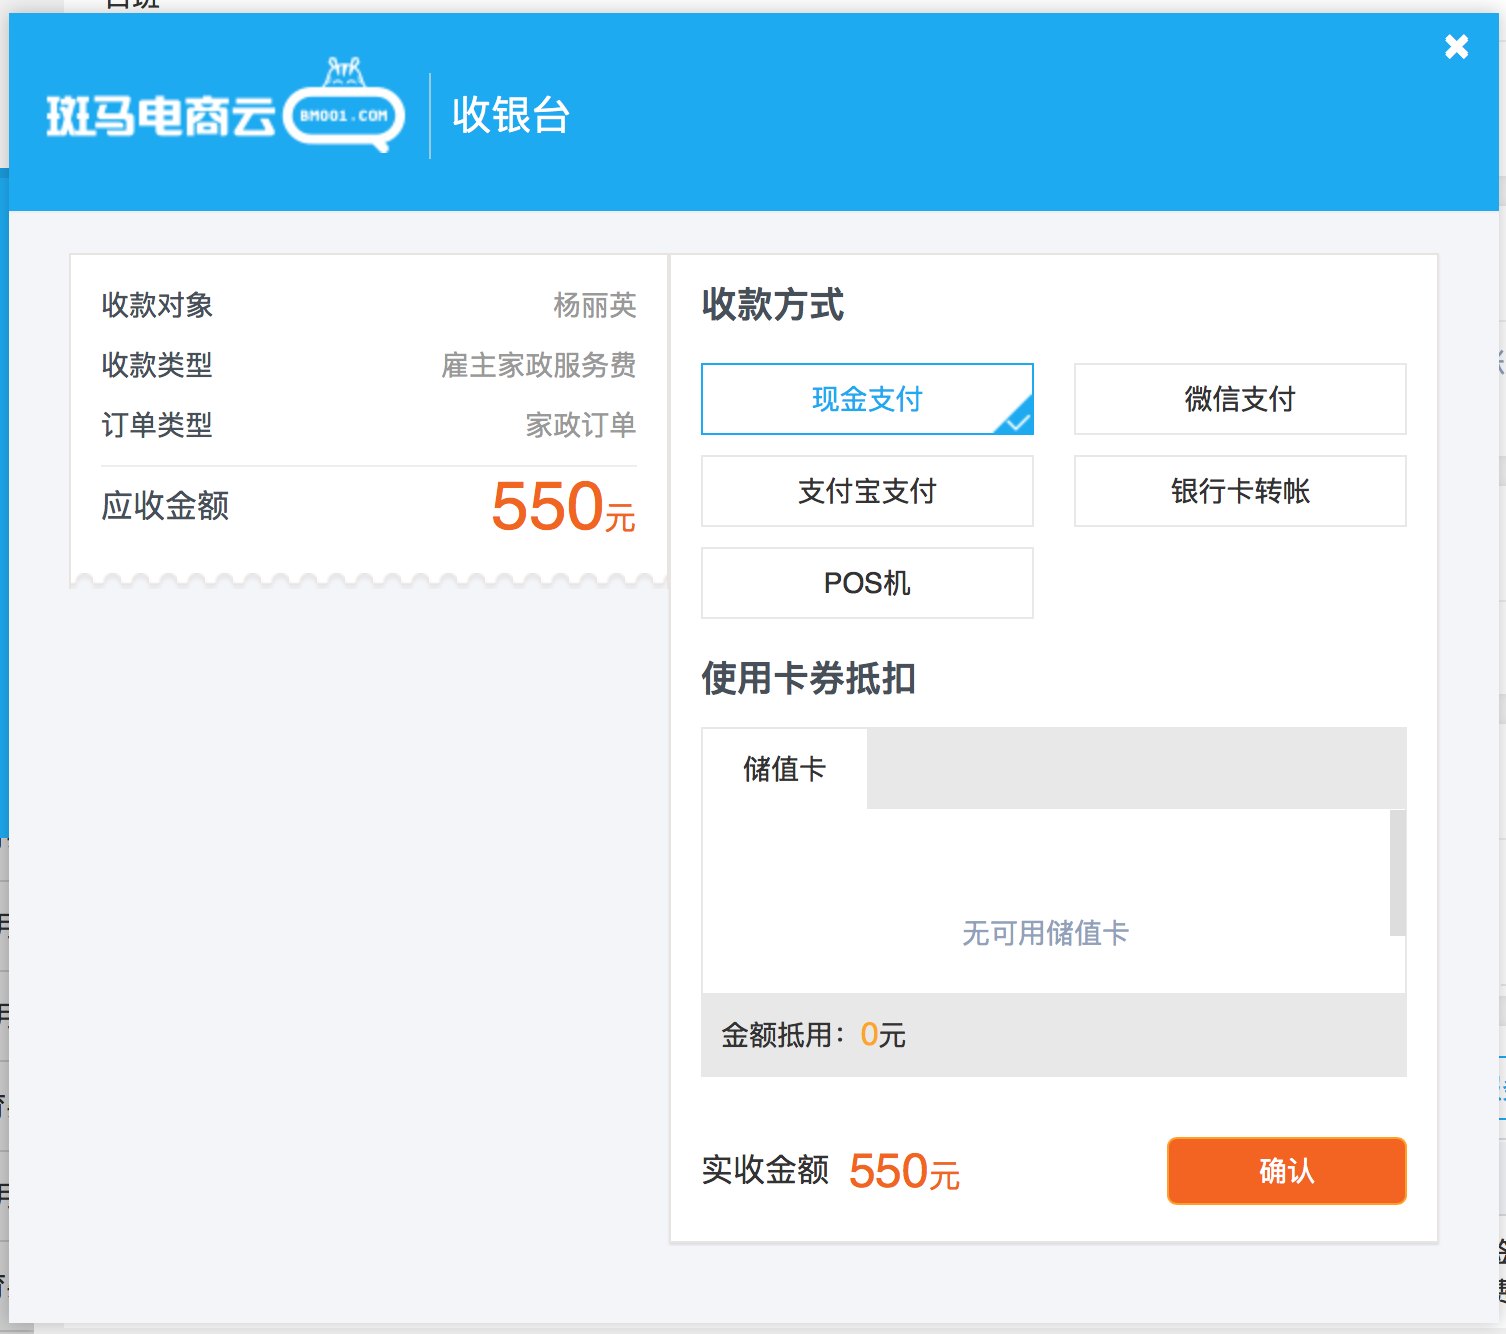 斑马电商云 BM001.COM 收银台
收款对象 杨丽英
收款类型 雇主家政服务费
订单类型 家政订单
应收金额 550元
收款方式
现金支付 微信支付
支付宝支付 银行卡转帐
POS机
使用卡券抵扣
储值卡
无可用储值卡
金额抵用：0元
实收金额 550元 确认